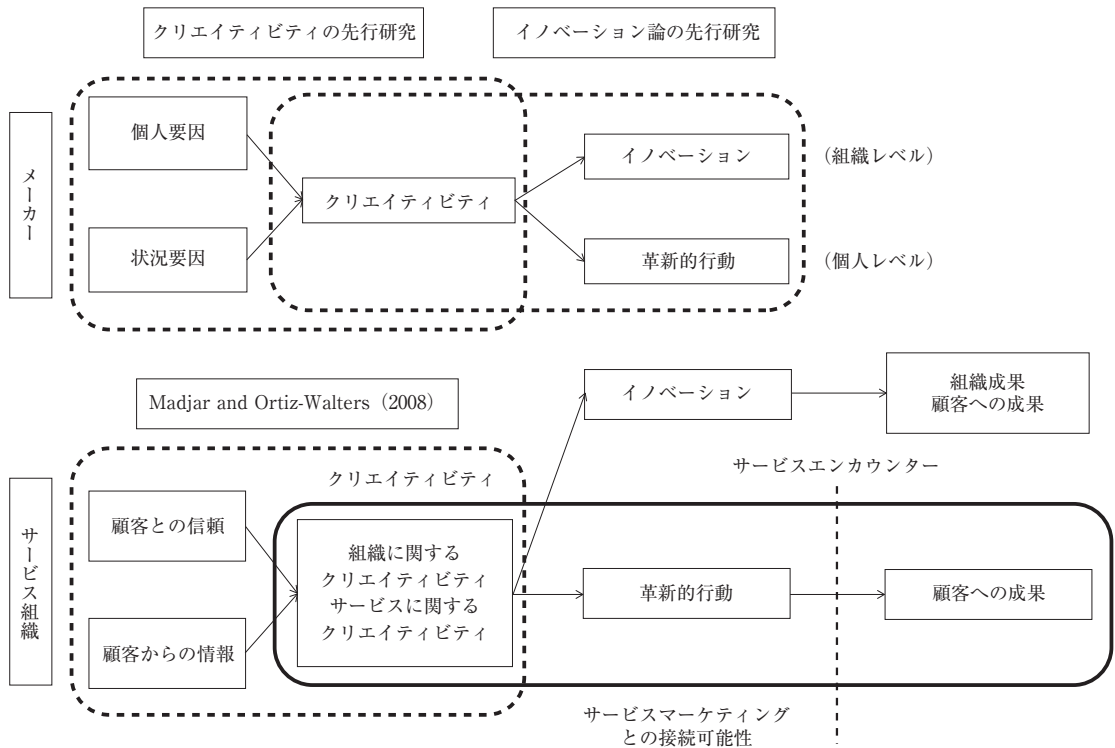 クリエイティビティの先行研究
イノベーション論の先行研究
メーカー
個人要因
状況要因
クリエイティビティ
イノベーション
(組織レベル)
革新的行動
(個人レベル)
Madjar and Ortiz-Walters(2008)
イノベーション
組織成果
顧客への成果
サービスエンカウンター
クリエイティビティ
サービス組織
顧客との信頼
顧客からの情報
組織に関する
クリエイティビティ
サービスに関する
クリエイティビティ
革新的行動
顧客への成果
サービスマーケティング
との接続可能性